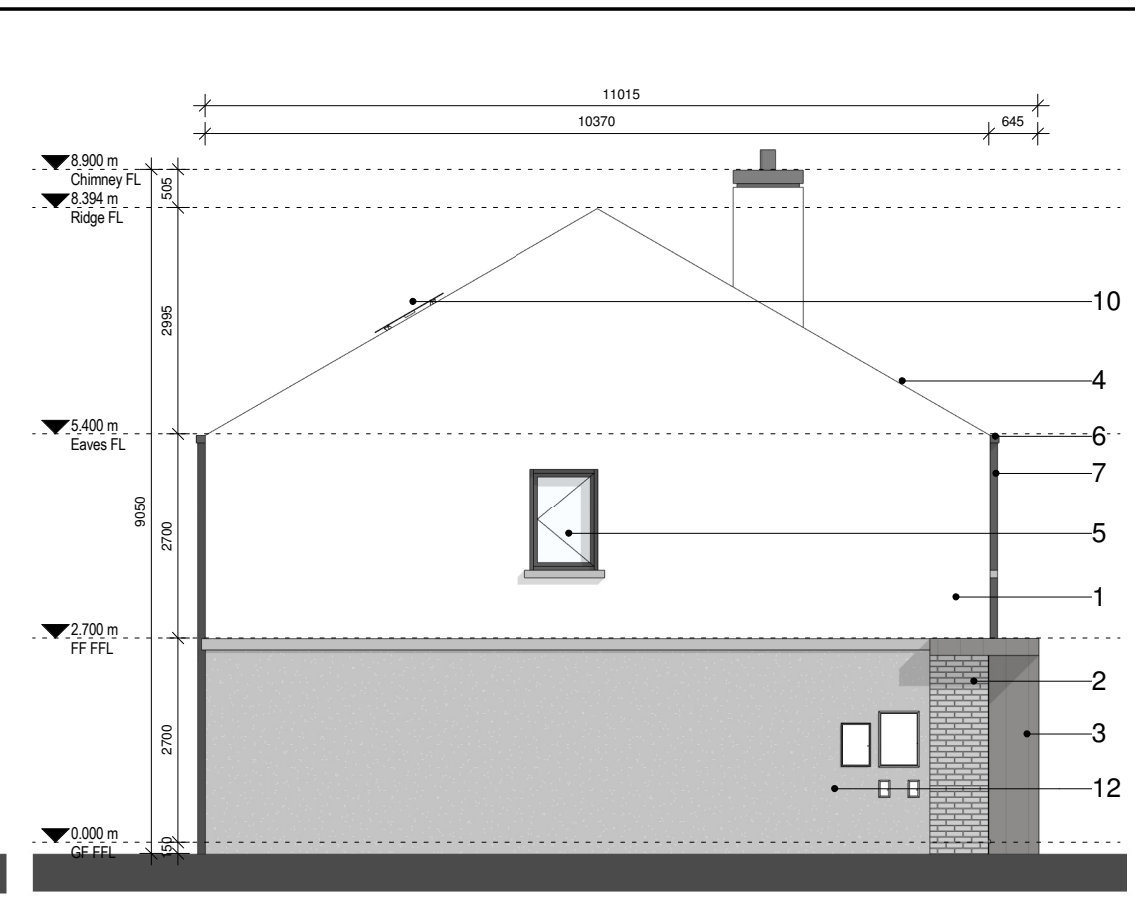 11015
10370
645
8.900 m
Chimney FL
505
8.394 m
Ridge FL
2995
10
4
5.400 m
Eaves FL
6
7
9050
2700
5
1
2.700 m
FF FFL
2
2700
3
12
0.000 m
GF FFL
150